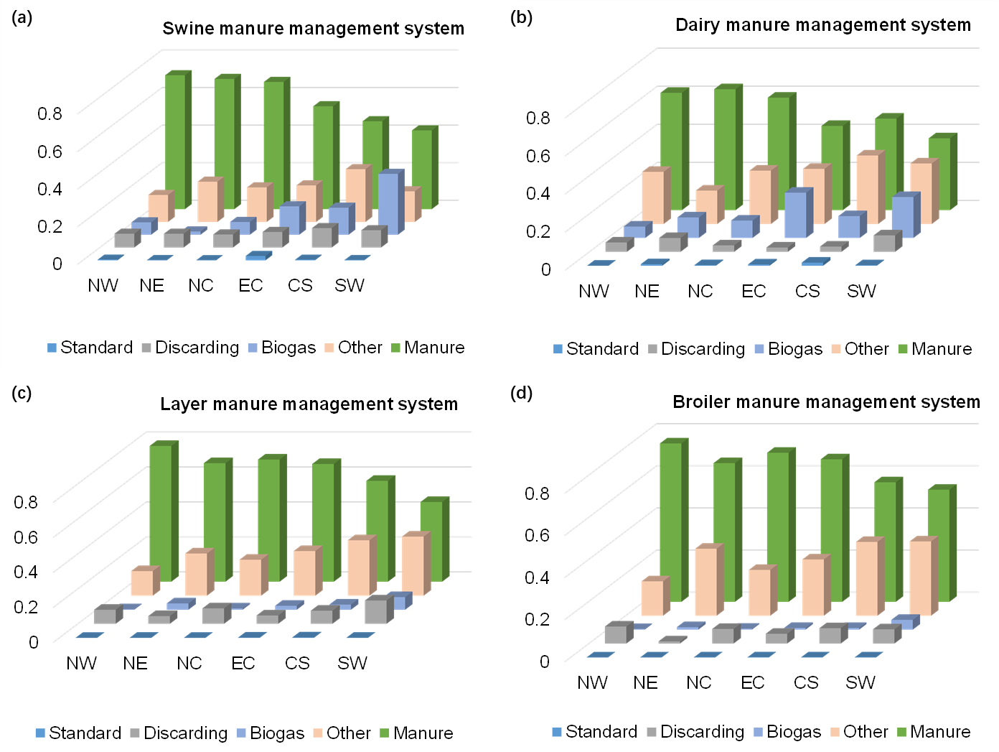 (a)
Swine manure management system
0.8
0.6
0.4
0.2
0
NW NE NC EC CS SW
Standard Discarding Biogas Other Manure
(b)
Dairy manure management system
0.8
0.6
0.4
0.2
0
NW NE NC EC CS SW
Standard Discarding Biogas Other Manure
(c)
Layer manure management system
0.8
0.6
0.4
0.2
0
NW NE NC EC CS SW
Standard Discarding Biogas Other Manure
(d)
Broiler manure management system
0.8
0.6
0.4
0.2
0
NW NE NC EC CS SW
Standard Discarding Biogas Other Manure